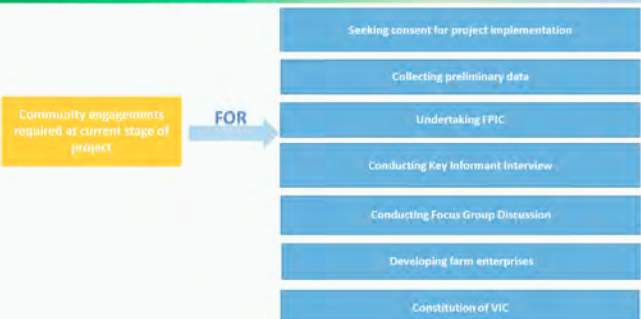 Community engagements
required at current stage of
project
FOR
Seeking consent for project implementation
Collecting preliminary data
Undertaking FPIC
Conducting Key Informant Interview
Conducting Focus Group Discussion
Developing farm enterprises
Constitution of VIC